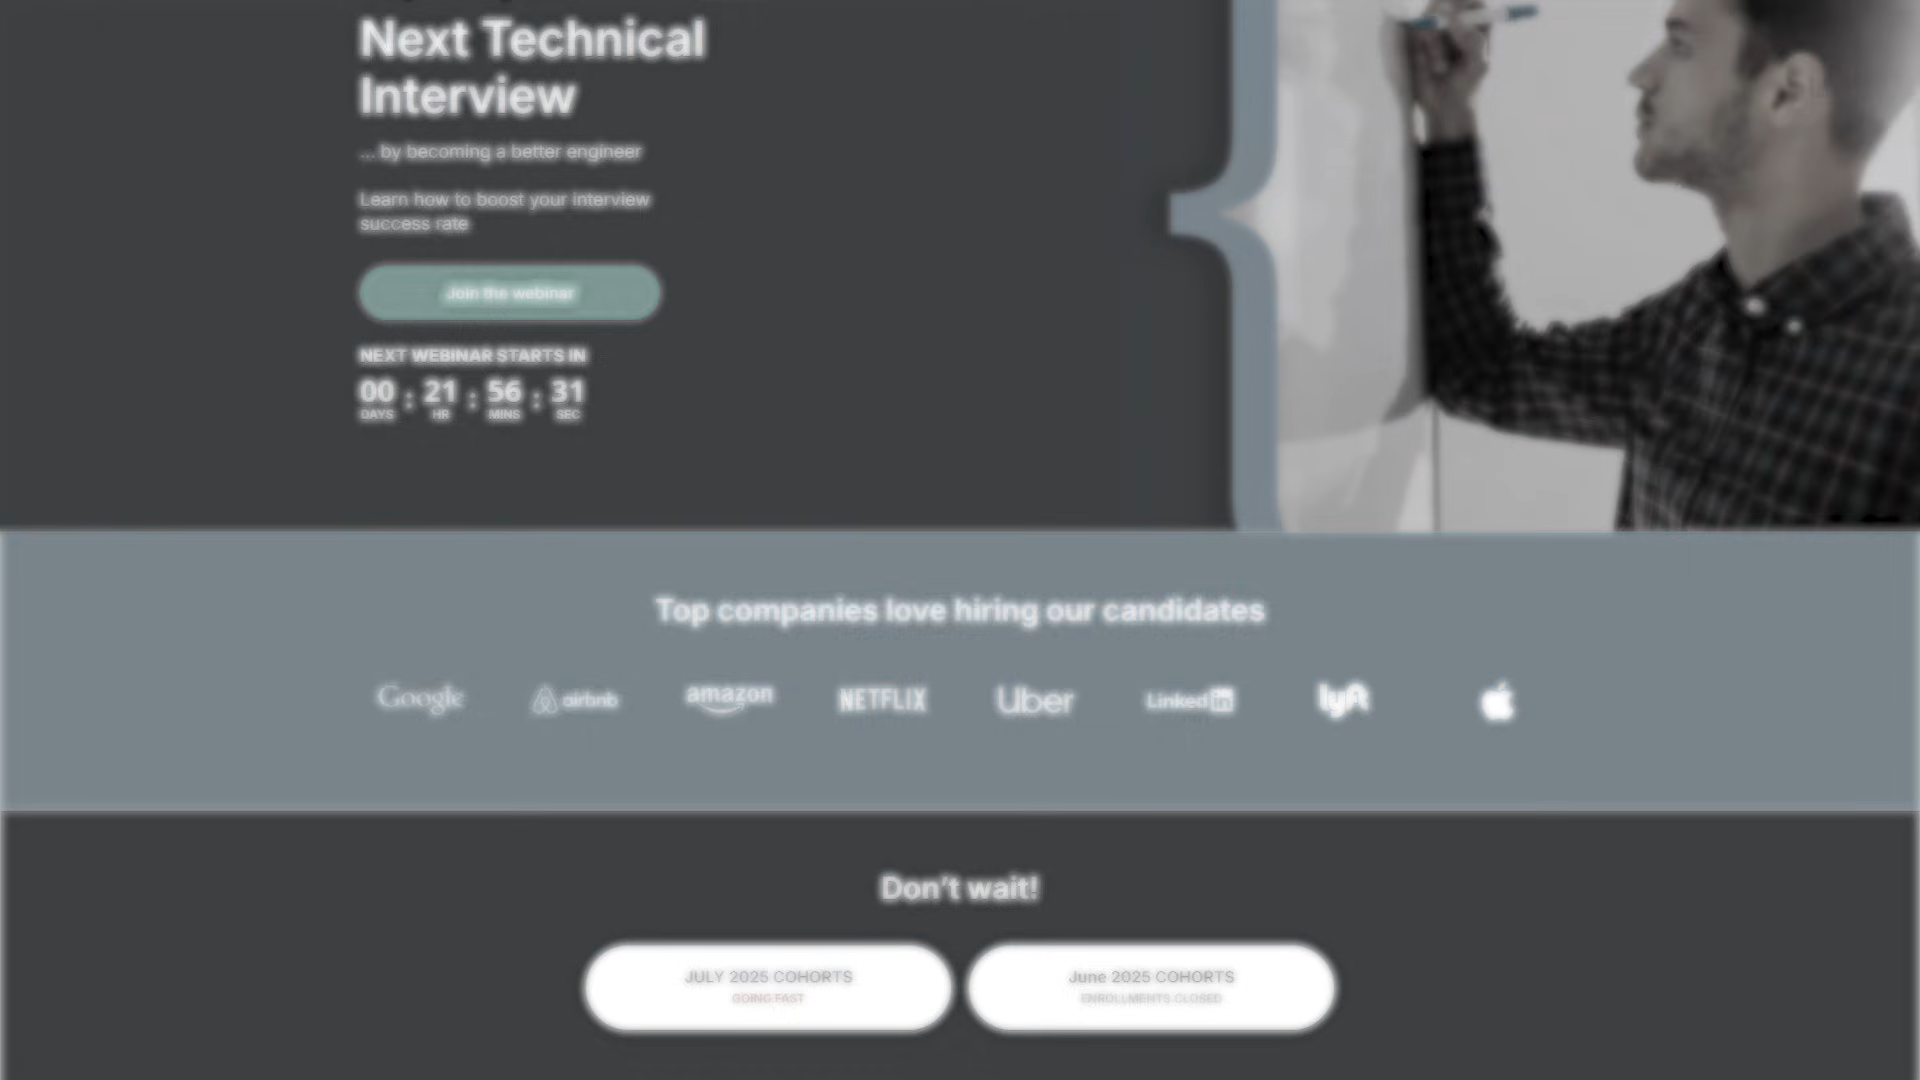 Next Technical
Interview
... by becoming a better engineer
Learn how to boost your interview
success rate
Join the webinar
NEXT WEBINAR STARTS IN
00 : 21 : 56 : 31
DAYS HR MINS SEC
Top companies love hiring our candidates
Google airbnb amazon NETFLIX Uber LinkedIn lyft
Don't wait!
JULY 2025 COHORTS
GOING FAST
June 2025 COHORTS
ENROLLMENTS CLOSED